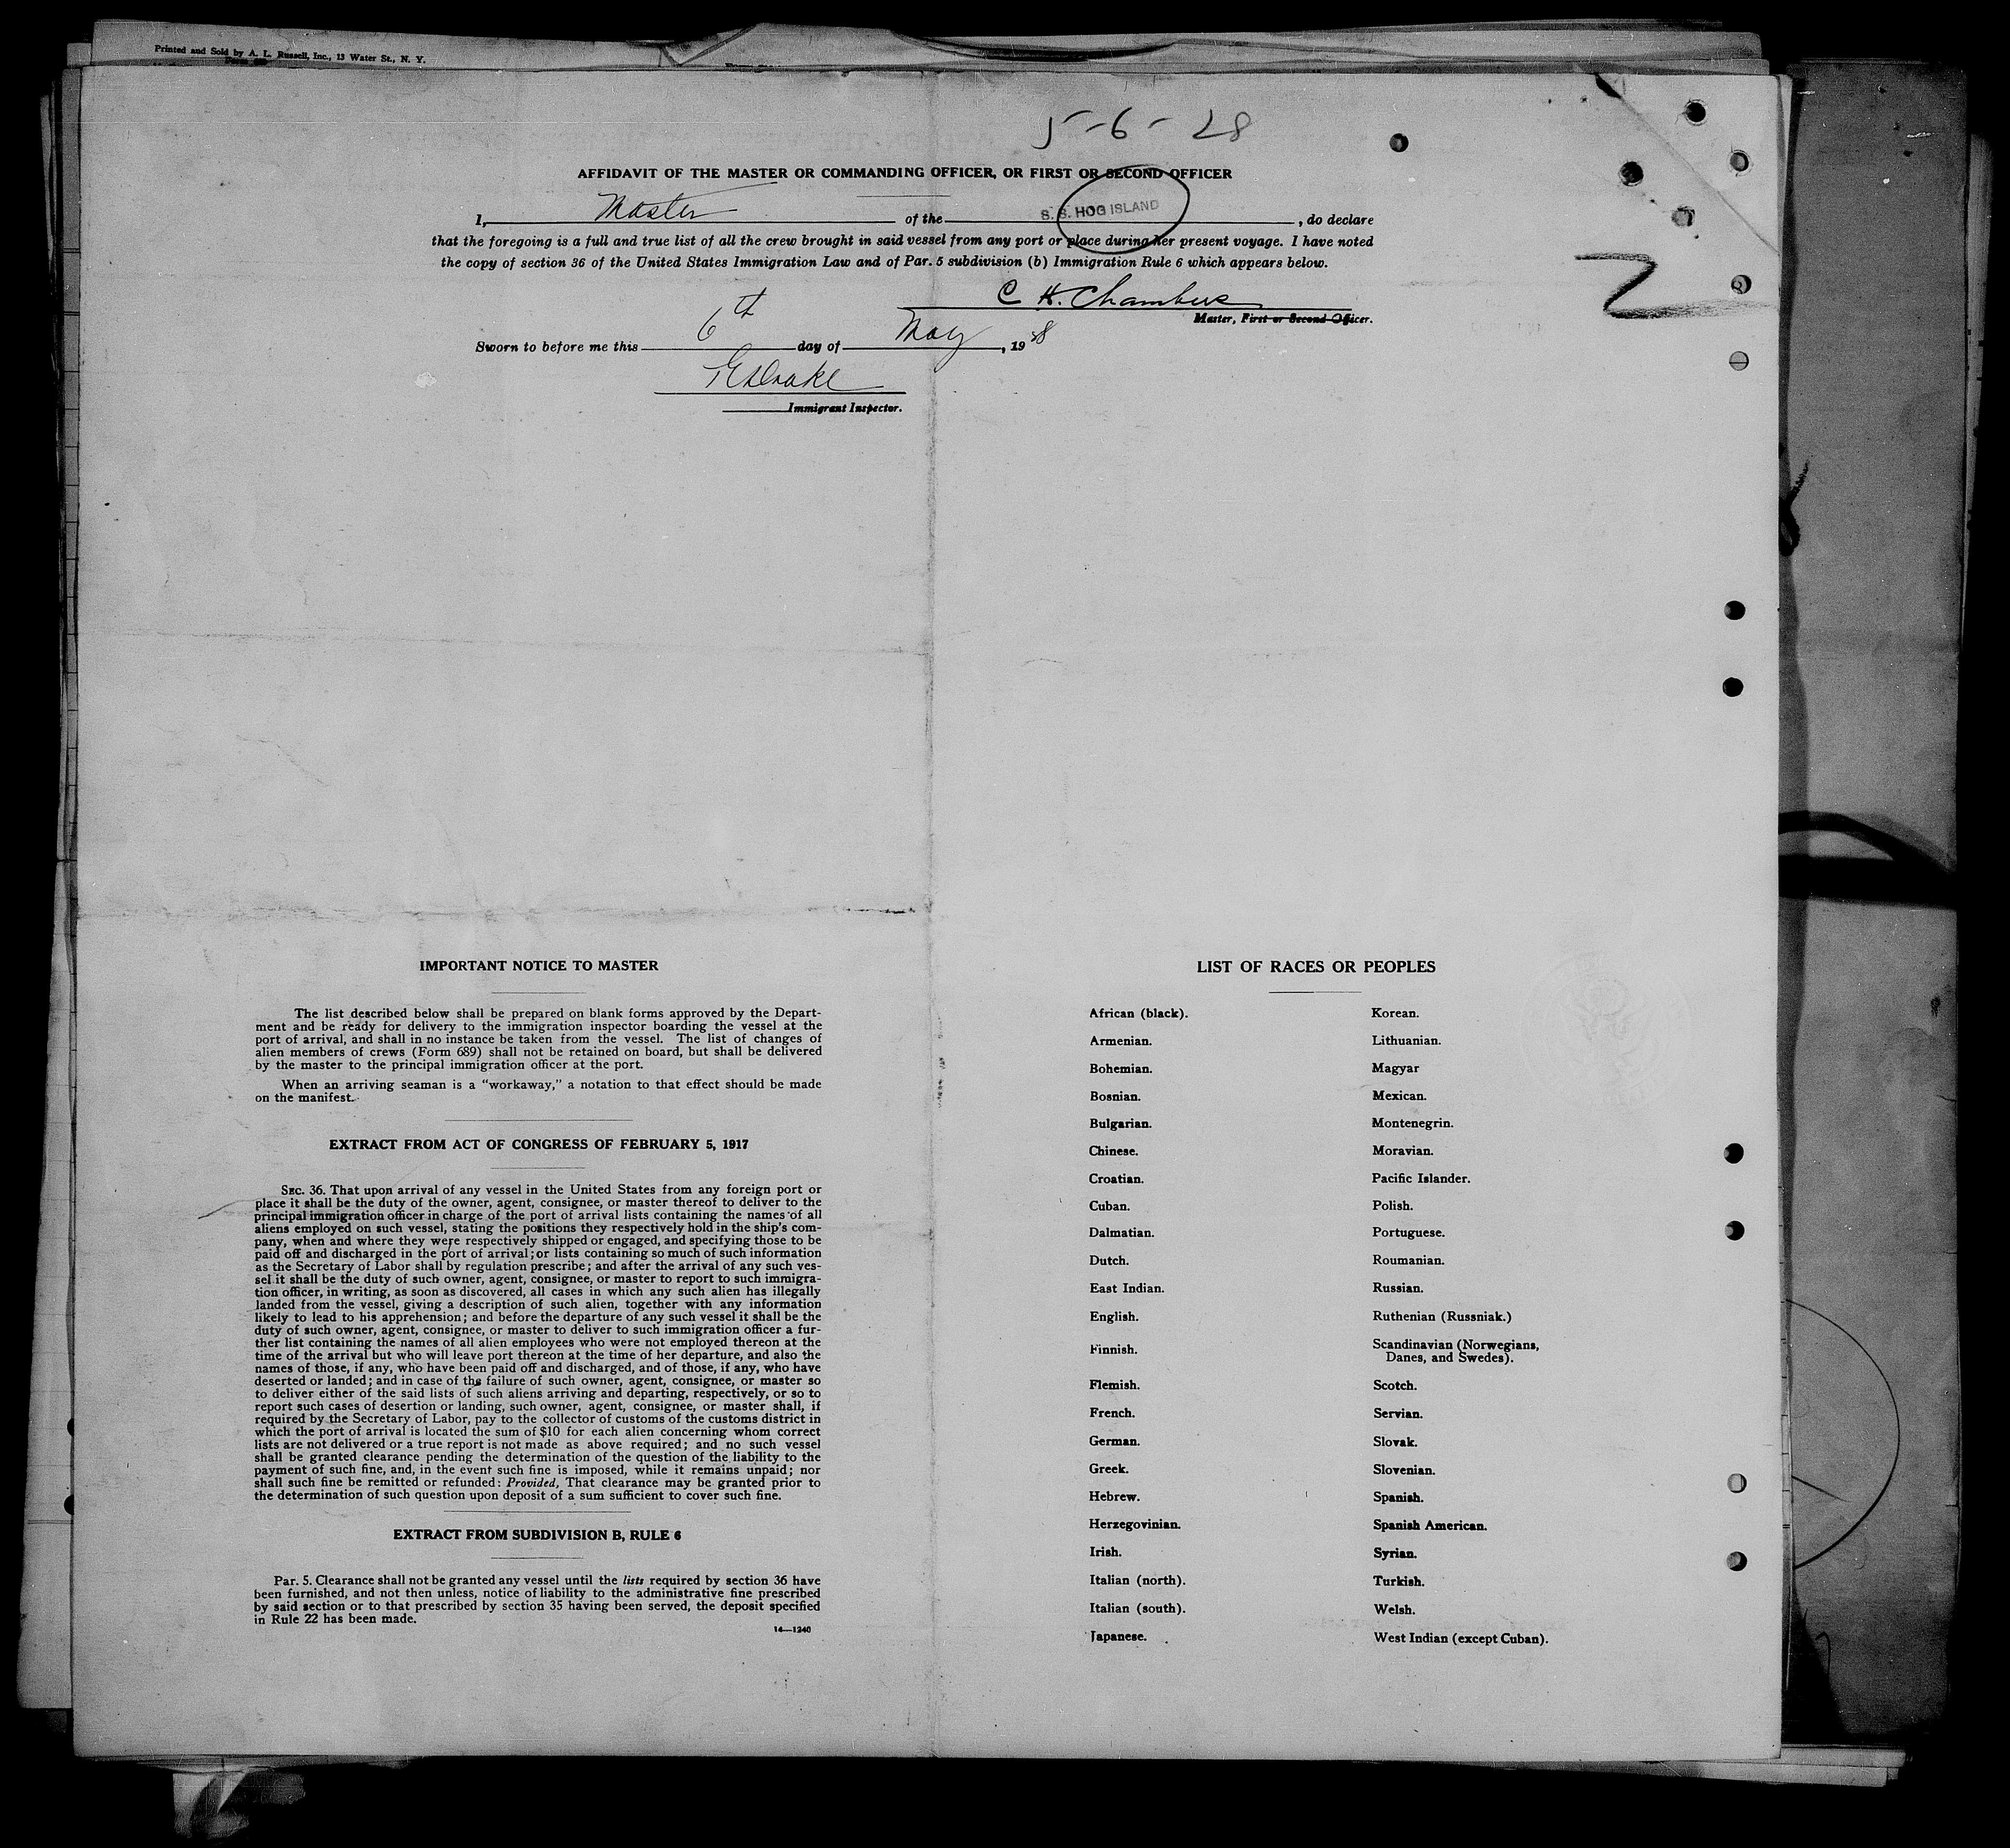 Printed and Sold by A. L. Russell, Inc., 13 Water St., N. Y.
5-6-28
AFFIDAVIT OF THE MASTER OR COMMANDING OFFICER, OR FIRST OR SECOND OFFICER
I, Master of the S. S. HOG ISLAND, do declare
that the foregoing is a full and true list of all the crew brought in said vessel from any port or place during her present voyage. I have noted
the copy of section 36 of the United States Immigration Law and of Par. 5 subdivision (b) Immigration Rule 6 which appears below.
C H. Chambers
Master, First or Second Officer.
Sworn to before me this 6th day of May, 1928
Drake
Immigrant Inspector.
IMPORTANT NOTICE TO MASTER
The list described below shall be prepared on blank forms approved by the Depart-
ment and be ready for delivery to the immigration inspector boarding the vessel at the
port of arrival, and shall in no instance be taken from the vessel. The list of changes of
alien members of crews (Form 689) shall not be retained on board, but shall be delivered
by the master to the principal immigration officer at the port.
When an arriving seaman is a "workaway," a notation to that effect should be made
on the manifest.
EXTRACT FROM ACT OF CONGRESS OF FEBRUARY 5, 1917
SEC. 36. That upon arrival of any vessel in the United States from any foreign port or
place it shall be the duty of the owner, agent, consignee, or master thereof to deliver to the
principal immigration officer in charge of the port of arrival lists containing the names of all
aliens employed on such vessel, stating the positions they respectively hold in the ship's com-
pany, when and where they were respectively shipped or engaged, and specifying those to be
paid off and discharged in the port of arrival; or lists containing so much of such information
as the Secretary of Labor shall by regulation prescribe; and after the arrival of any such ves-
sel it shall be the duty of such owner, agent, consignee, or master to report to such immigra-
tion officer, in writing, as soon as discovered, all cases in which any such alien has illegally
landed from the vessel, giving a description of such alien, together with any information
likely to lead to his apprehension; and before the departure of any such vessel it shall be the
duty of such owner, agent, consignee, or master to deliver to such immigration officer a fur-
ther list containing the names of all alien employees who were not employed thereon at the
time of the arrival but who will leave port thereon at the time of her departure, and also the
names of those, if any, who have been paid off and discharged, and of those, if any, who have
deserted or landed; and in case of the failure of such owner, agent, consignee, or master so
to deliver either of the said lists of such aliens arriving and departing, respectively, or so to
report such cases of desertion or landing, such owner, agent, consignee, or master shall, if
required by the Secretary of Labor, pay to the collector of customs of the customs district in
which the port of arrival is located the sum of $10 for each alien concerning whom correct
lists are not delivered or a true report is not made as above required; and no such vessel
shall be granted clearance pending the determination of the question of the liability to the
payment of such fine, and, in the event such fine is imposed, while it remains unpaid; nor
shall such fine be remitted or refunded: Provided, That clearance may be granted prior to
the determination of such question upon deposit of a sum sufficient to cover such fine.
EXTRACT FROM SUBDIVISION B, RULE 6
Par. 5. Clearance shall not be granted any vessel until the lists required by section 36 have
been furnished, and not then unless, notice of liability to the administrative fine prescribed
by said section or to that prescribed by section 35 having been served, the deposit specified
in Rule 22 has been made.
14—1240
LIST OF RACES OR PEOPLES
African (black).
Armenian.
Bohemian.
Bosnian.
Bulgarian.
Chinese.
Croatian.
Cuban.
Dalmatian.
Dutch.
East Indian.
English.
Finnish.
Flemish.
French.
German.
Greek.
Hebrew.
Herzegovinian.
Irish.
Italian (north).
Italian (south).
Japanese.
Korean.
Lithuanian.
Magyar
Mexican.
Montenegrin.
Moravian.
Pacific Islander.
Polish.
Portuguese.
Roumanian.
Russian.
Ruthenian (Russniak.)
Scandinavian (Norwegians,
Danes, and Swedes).
Scotch.
Servian.
Slovak.
Slovenian.
Spanish.
Spanish American.
Syrian.
Turkish.
Welsh.
West Indian (except Cuban).